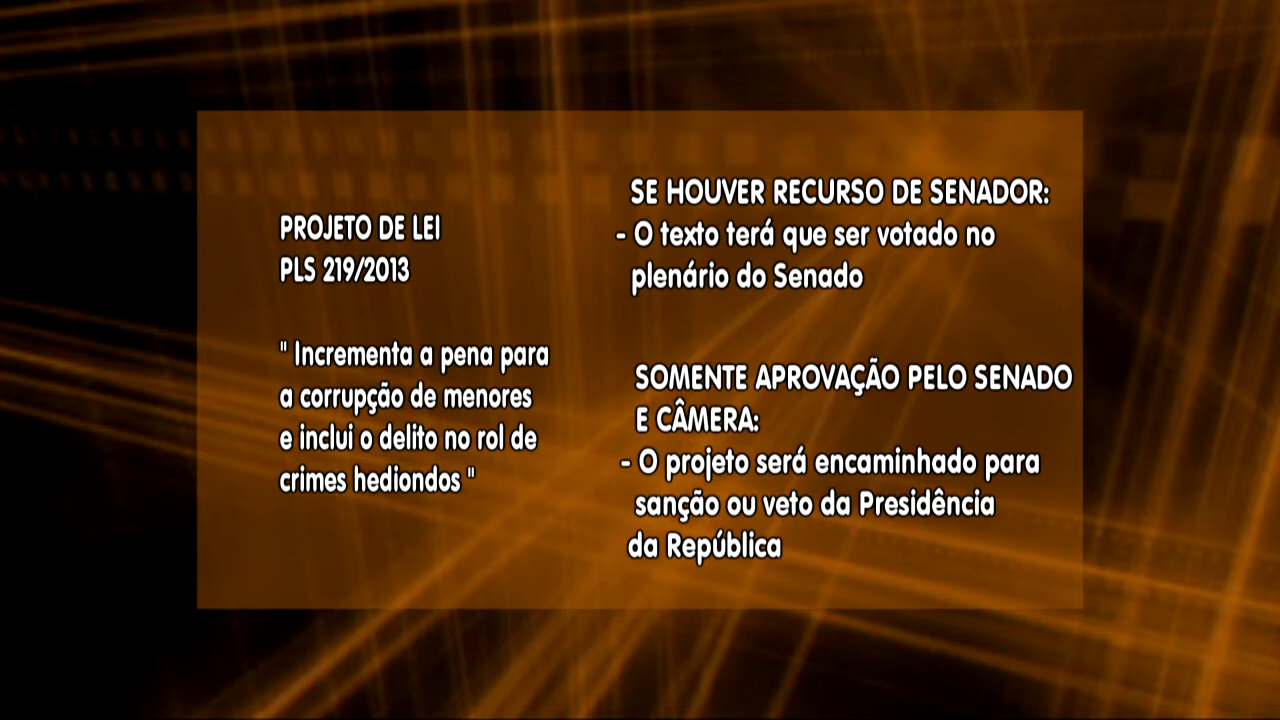 PROJETO DE LEI
PLS 219/2013
" Incrementa a pena para
a corrupção de menores
e inclui o delito no rol de
crimes hediondos "
SE HOUVER RECURSO DE SENADOR:
- O texto terá que ser votado no
plenário do Senado
SOMENTE APROVAÇÃO PELO SENADO
E CÂMERA:
- O projeto será encaminhado para
sanção ou veto da Presidência
da República